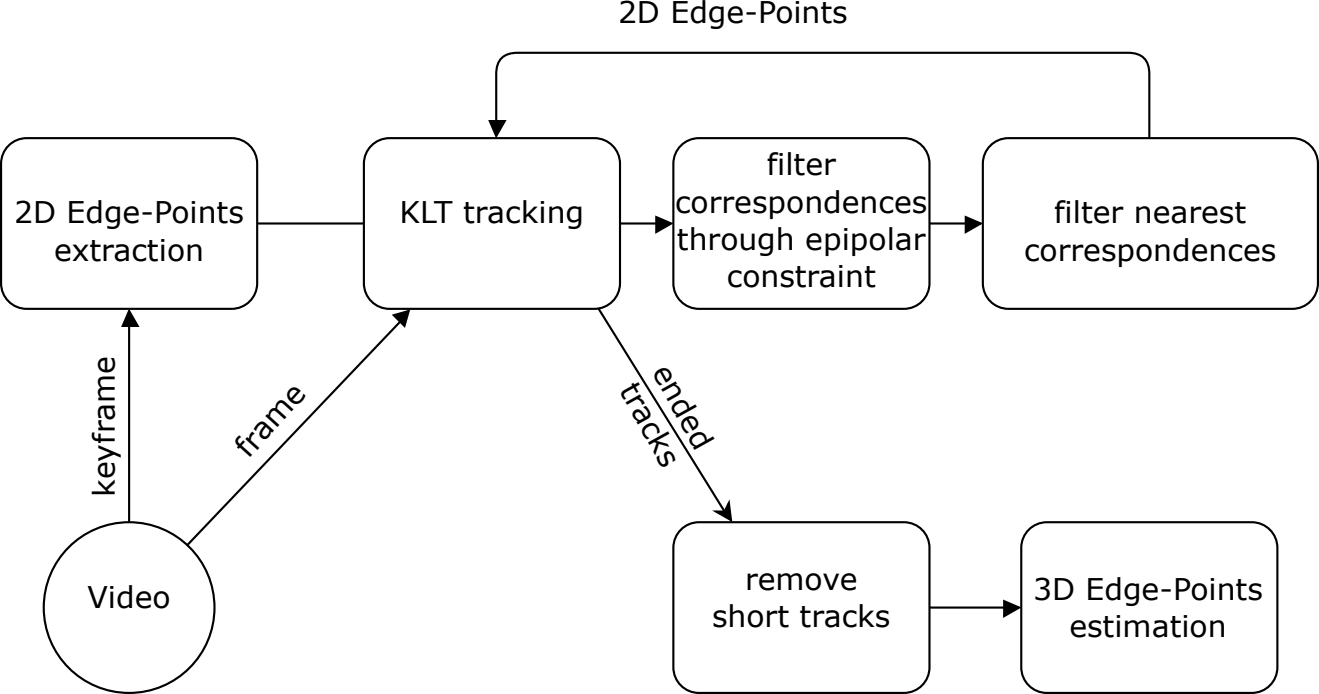 2D Edge-Points
2D Edge-Points
extraction
KLT tracking
filter
correspondences
through epipolar
constraint
filter nearest
correspondences
keyframe
frame
ended
tracks
Video
remove
short tracks
3D Edge-Points
estimation